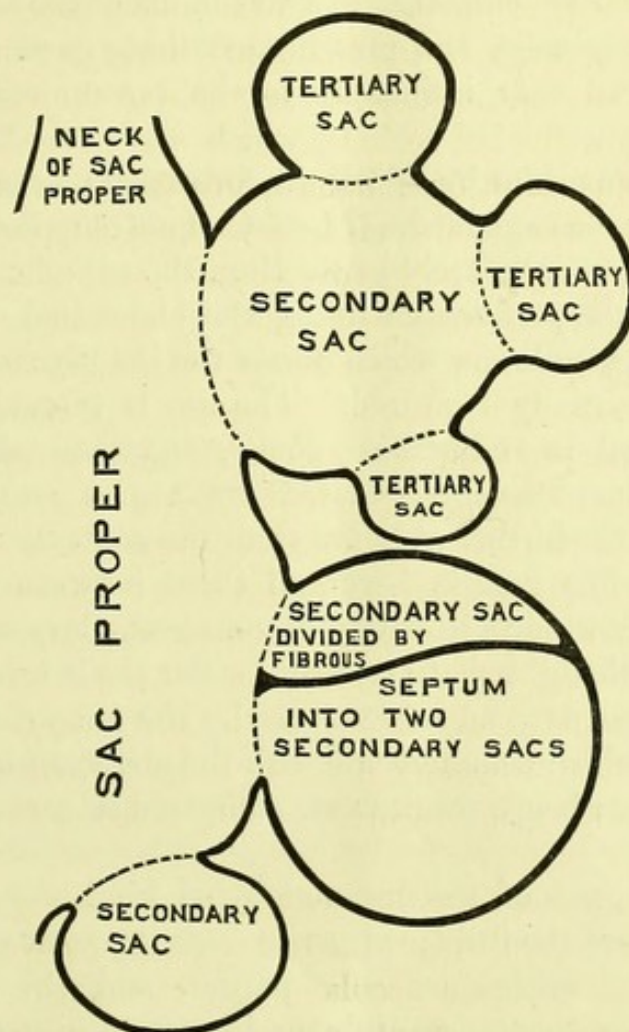 TERTIARY
SAC
NECK
OF SAC
PROPER
SECONDARY
SAC
TERTIARY
SAC
TERTIARY
SAC
SAC PROPER
SECONDARY SAC
DIVIDED BY
FIBROUS
SEPTUM
INTO TWO
SECONDARY SACS
SECONDARY
SAC